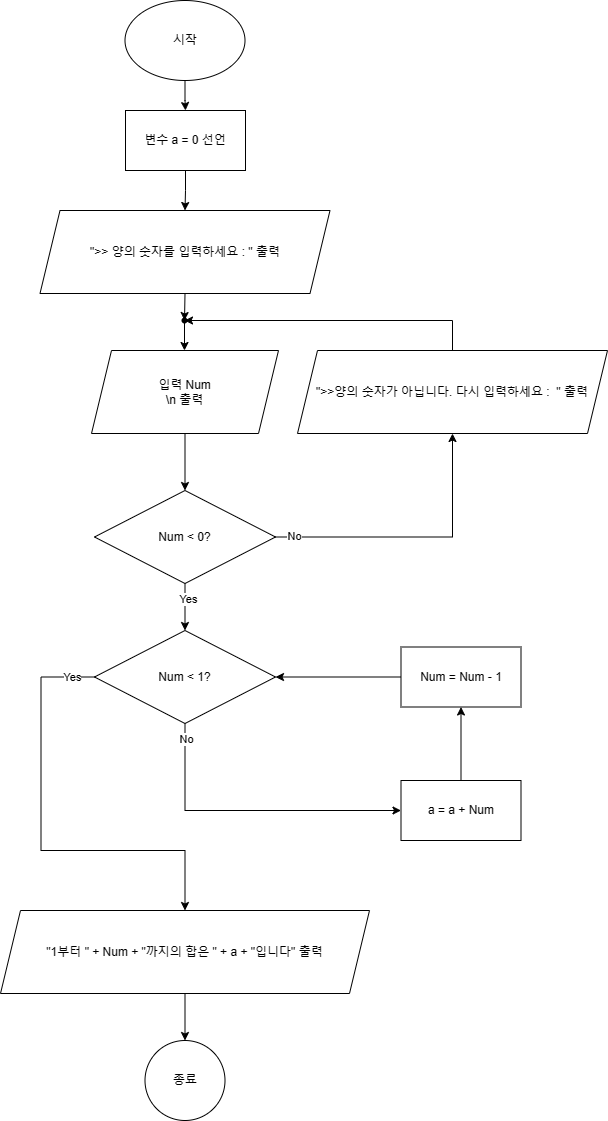 시작
변수 a = 0 선언
">> 양의 숫자를 입력하세요 : " 출력
입력 Num
\n 출력
">>양의 숫자가 아닙니다. 다시 입력하세요 :  " 출력
Num < 0?
No
Yes
Num < 1?
Yes
No
Num = Num - 1
a = a + Num
"1부터 " + Num + "까지의 합은 " + a + "입니다" 출력
종료